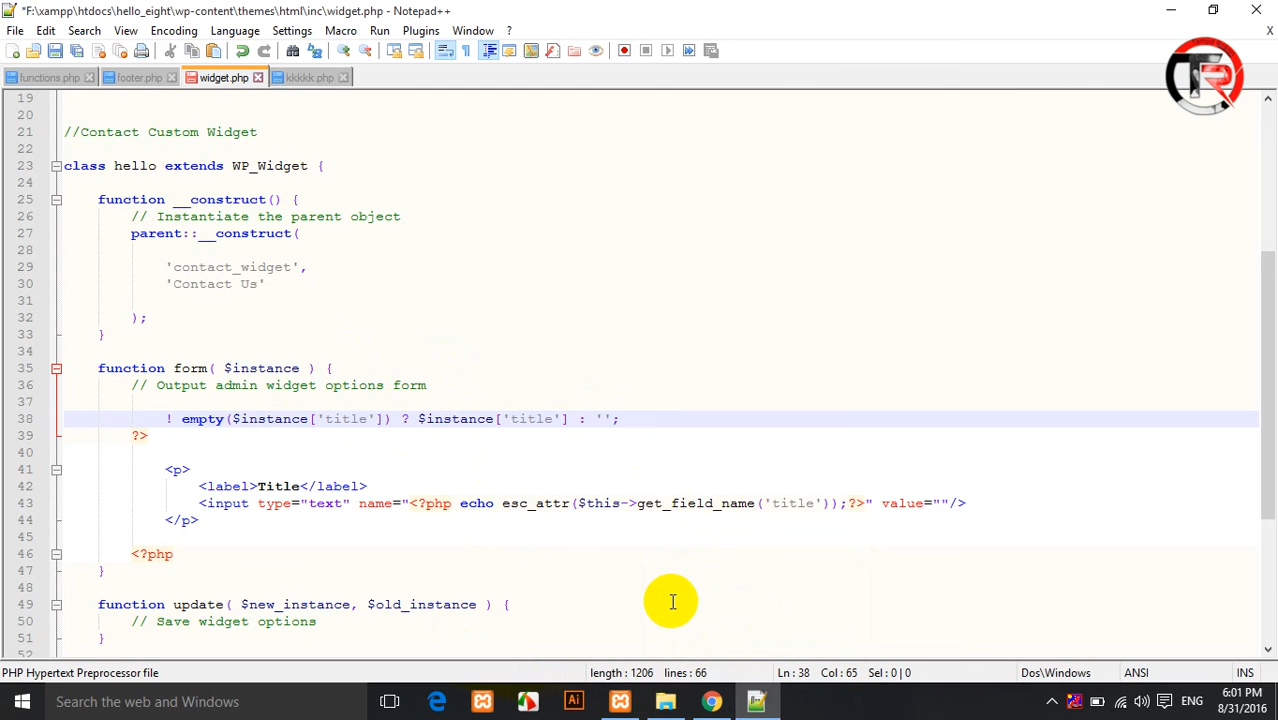 *F:\xampp\htdocs\hello_eight\wp-content\themes\html\inc\widget.php - Notepad++
File Edit Search View Encoding Language Settings Macro Run Plugins Window ? X
functions.php footer.php widget.php kkkkk.php
TR
19
20
21 //Contact Custom Widget
22
23 class hello extends WP_Widget {
24
25 function __construct() {
26 // Instantiate the parent object
27 parent::__construct(
28
29 'contact_widget',
30 'Contact Us'
31
32 );
33 }
34
35 function form( $instance ) {
36 // Output admin widget options form
37
38 ! empty($instance['title']) ? $instance['title'] : '';
39 ?>
40
41 <p>
42 <label>Title</label>
43 <input type="text" name="<?php echo esc_attr($this->get_field_name('title'));?>" value=""/>
44 </p>
45
46 <?php
47 }
48
49 function update( $new_instance, $old_instance ) {
50 // Save widget options
51 }
52
PHP Hypertext Preprocessor file length : 1206 lines : 66 Ln : 38 Col : 65 Sel : 0 | 0 Dos\Windows ANSI INS
Search the web and Windows Ai ENG 6:01 PM
8/31/2016